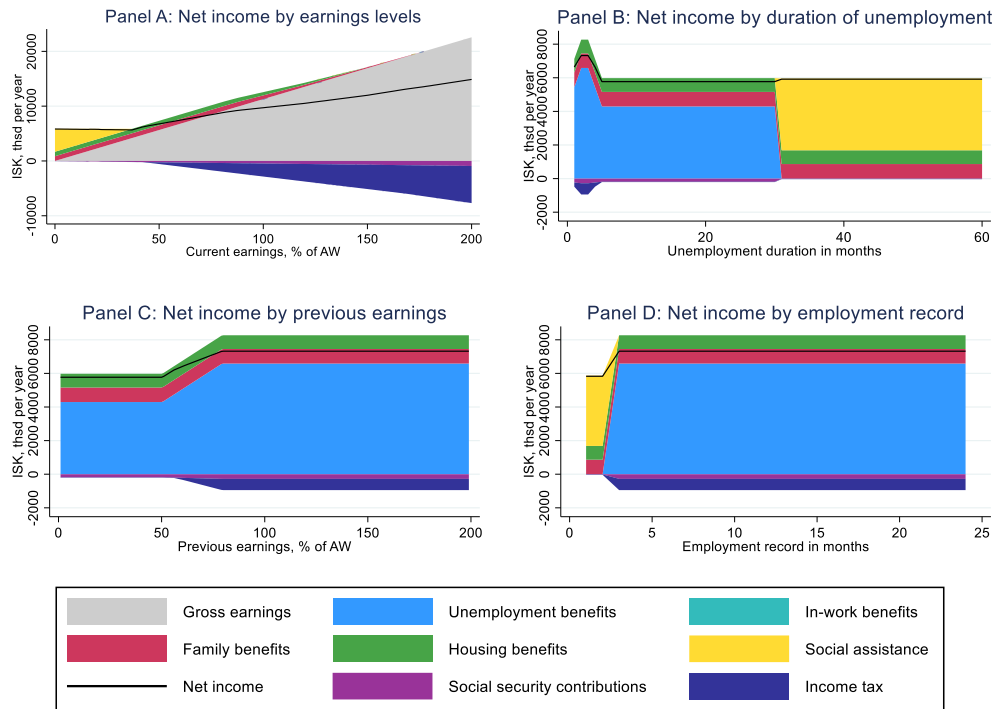 Panel A: Net income by earnings levels
ISK, thsd per year
-10000 0 10000 20000
0 50 100 150 200
Current earnings, % of AW
Panel B: Net income by duration of unemployment
ISK, thsd per year
-2000 0 2000 4000 6000 8000
0 20 40 60
Unemployment duration in months
Panel C: Net income by previous earnings
ISK, thsd per year
-2000 0 2000 4000 6000 8000
0 50 100 150 200
Previous earnings, % of AW
Panel D: Net income by employment record
ISK, thsd per year
-2000 0 2000 4000 6000 8000
0 5 10 15 20 25
Employment record in months
Gross earnings Unemployment benefits In-work benefits
Family benefits Housing benefits Social assistance
Net income Social security contributions Income tax